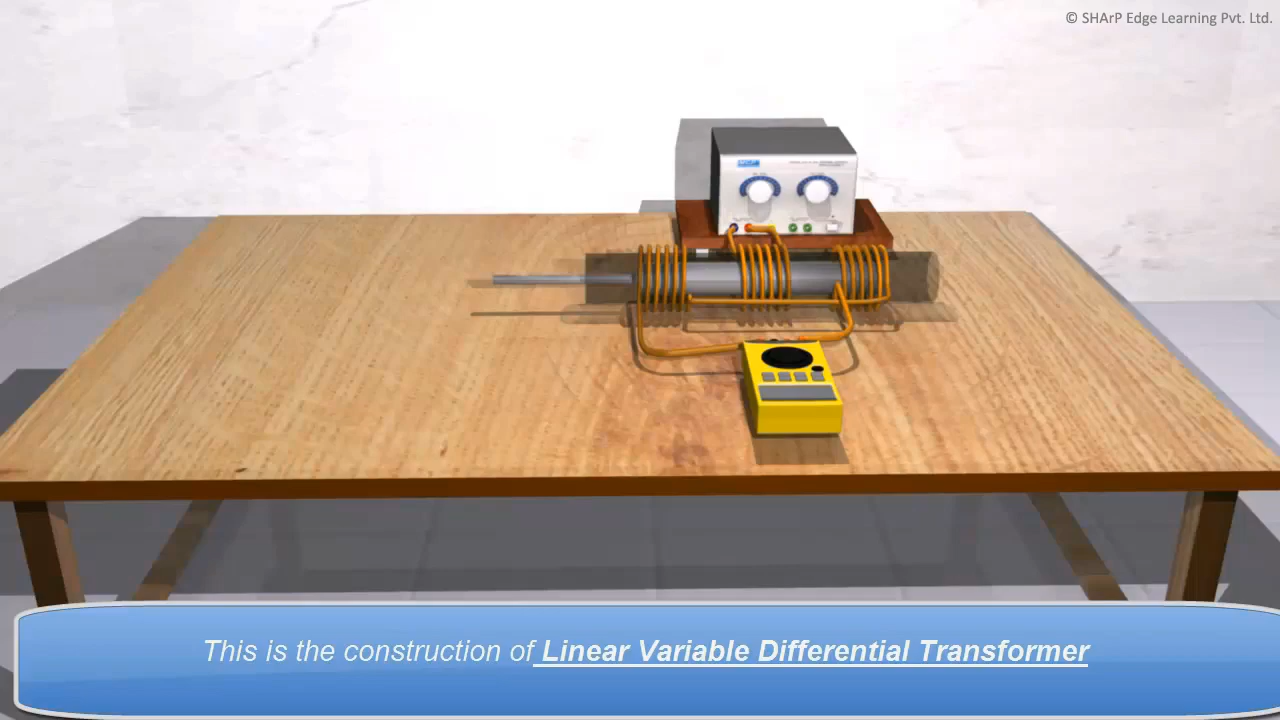 © SHArP Edge Learning Pvt. Ltd.
This is the construction of Linear Variable Differential Transformer